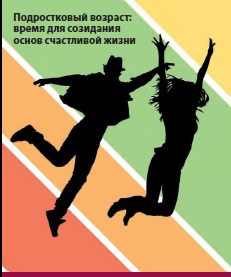 Подростковый возраст:
время для созидания
основ счастливой жизни